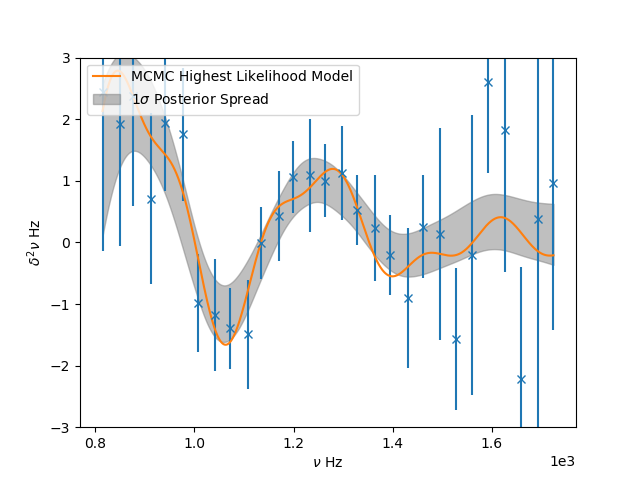 MCMC Highest Likelihood Model
1σ Posterior Spread
δ²ν Hz
3
2
1
0
−1
−2
−3
0.8
1.0
1.2
1.4
1.6
1e3
ν Hz